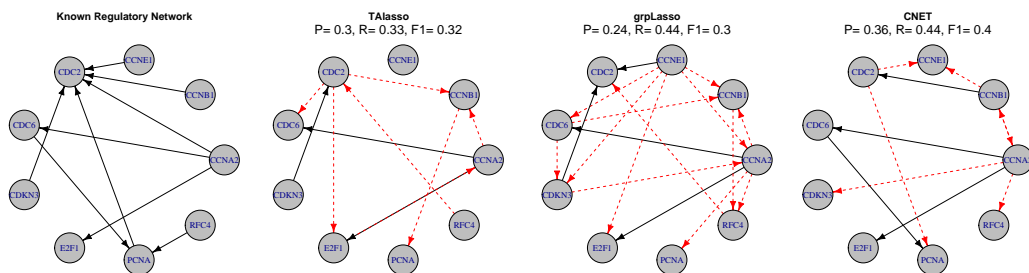 Known Regulatory Network
CCNE1
CDC2
CCNB1
CDC6
CCNA2
CDKN3
RFC4
E2F1
PCNA
TAlasso
P= 0.3, R= 0.33, F1= 0.32
CCNE1
CDC2
CCNB1
CDC6
CCNA2
CDKN3
RFC4
E2F1
PCNA
grpLasso
P= 0.24, R= 0.44, F1= 0.3
CCNE1
CDC2
CCNB1
CDC6
CCNA2
CDKN3
RFC4
E2F1
PCNA
CNET
P= 0.36, R= 0.44, F1= 0.4
CCNE1
CDC2
CCNB1
CDC6
CCNA2
CDKN3
RFC4
E2F1
PCNA